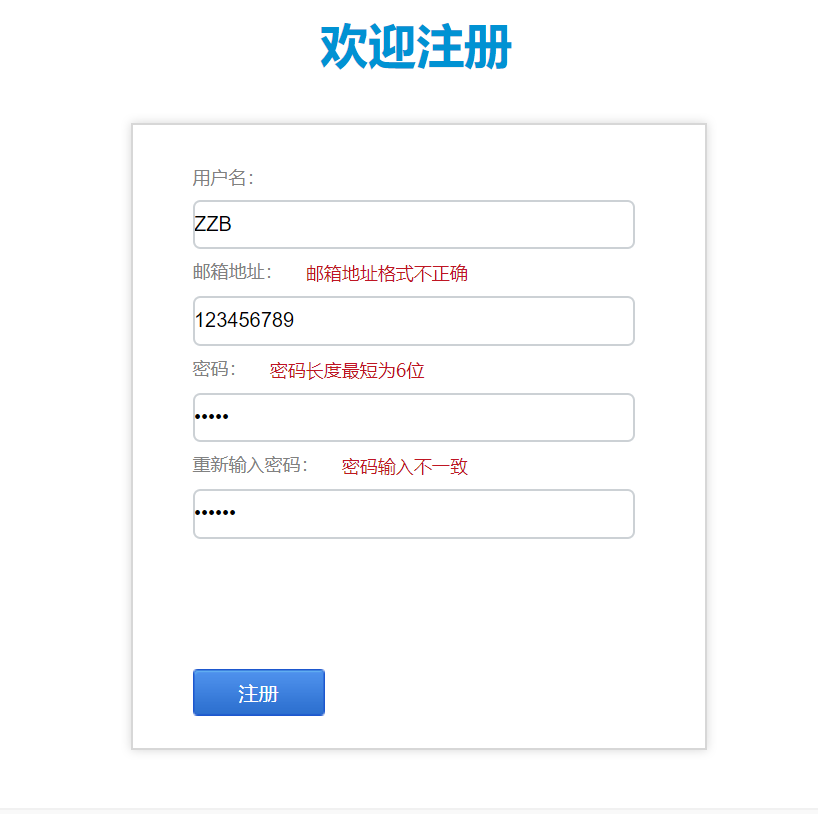 欢迎注册
用户名：
ZZB
邮箱地址： 邮箱地址格式不正确
123456789
密码： 密码长度最短为6位
•••••
重新输入密码： 密码输入不一致
••••••
注册